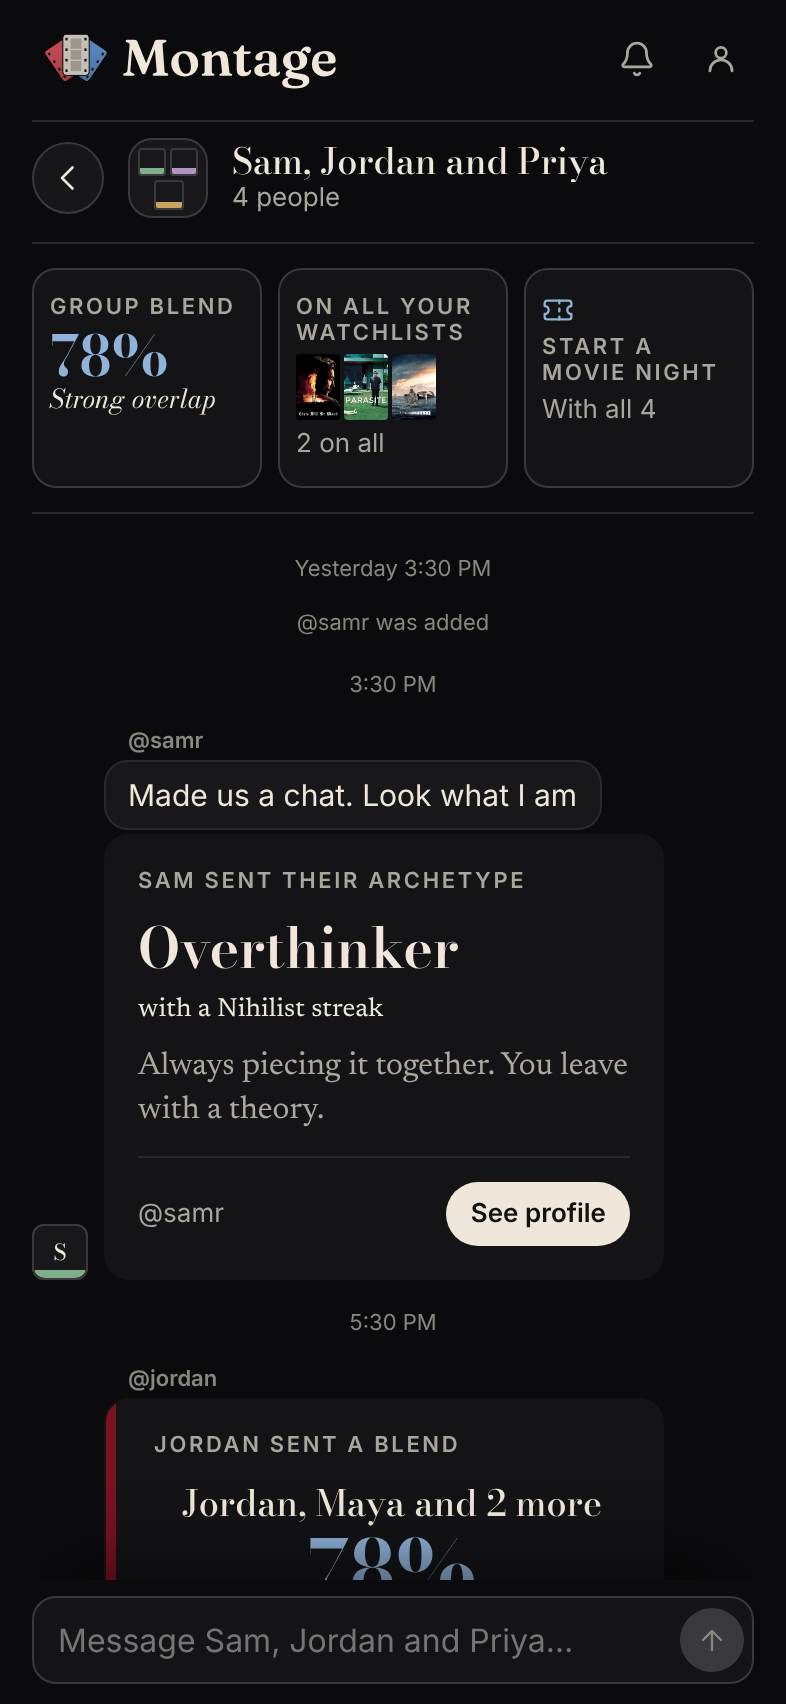 Montage
Sam, Jordan and Priya
4 people
GROUP BLEND
78%
Strong overlap
ON ALL YOUR
WATCHLISTS
PARASITE
2 on all
START A
MOVIE NIGHT
With all 4
Yesterday 3:30 PM
@samr was added
3:30 PM
@samr
Made us a chat. Look what I am
SAM SENT THEIR ARCHETYPE
Overthinker
with a Nihilist streak
Always piecing it together. You leave
with a theory.
@samr
See profile
S
5:30 PM
@jordan
JORDAN SENT A BLEND
Jordan, Maya and 2 more
78%
Message Sam, Jordan and Priya...